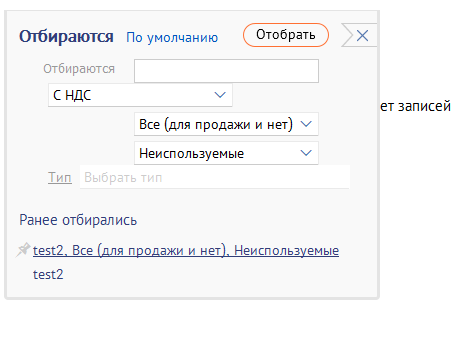 Отбираются По умолчанию Отобрать
Отбираются
С НДС
ет записей
Все (для продажи и нет)
Неиспользуемые
Тип Выбрать тип
Ранее отбирались
test2, Все (для продажи и нет), Неиспользуемые
test2